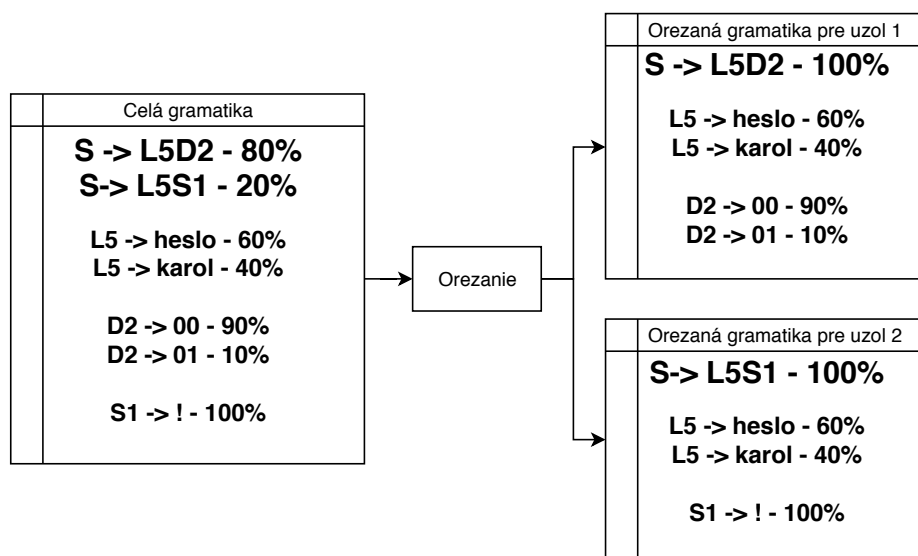 Celá gramatika
S -> L5D2 - 80%
S-> L5S1 - 20%
L5 -> heslo - 60%
L5 -> karol - 40%
D2 -> 00 - 90%
D2 -> 01 - 10%
S1 -> ! - 100%
Orezanie
Orezaná gramatika pre uzol 1
S -> L5D2 - 100%
L5 -> heslo - 60%
L5 -> karol - 40%
D2 -> 00 - 90%
D2 -> 01 - 10%
Orezaná gramatika pre uzol 2
S-> L5S1 - 100%
L5 -> heslo - 60%
L5 -> karol - 40%
S1 -> ! - 100%